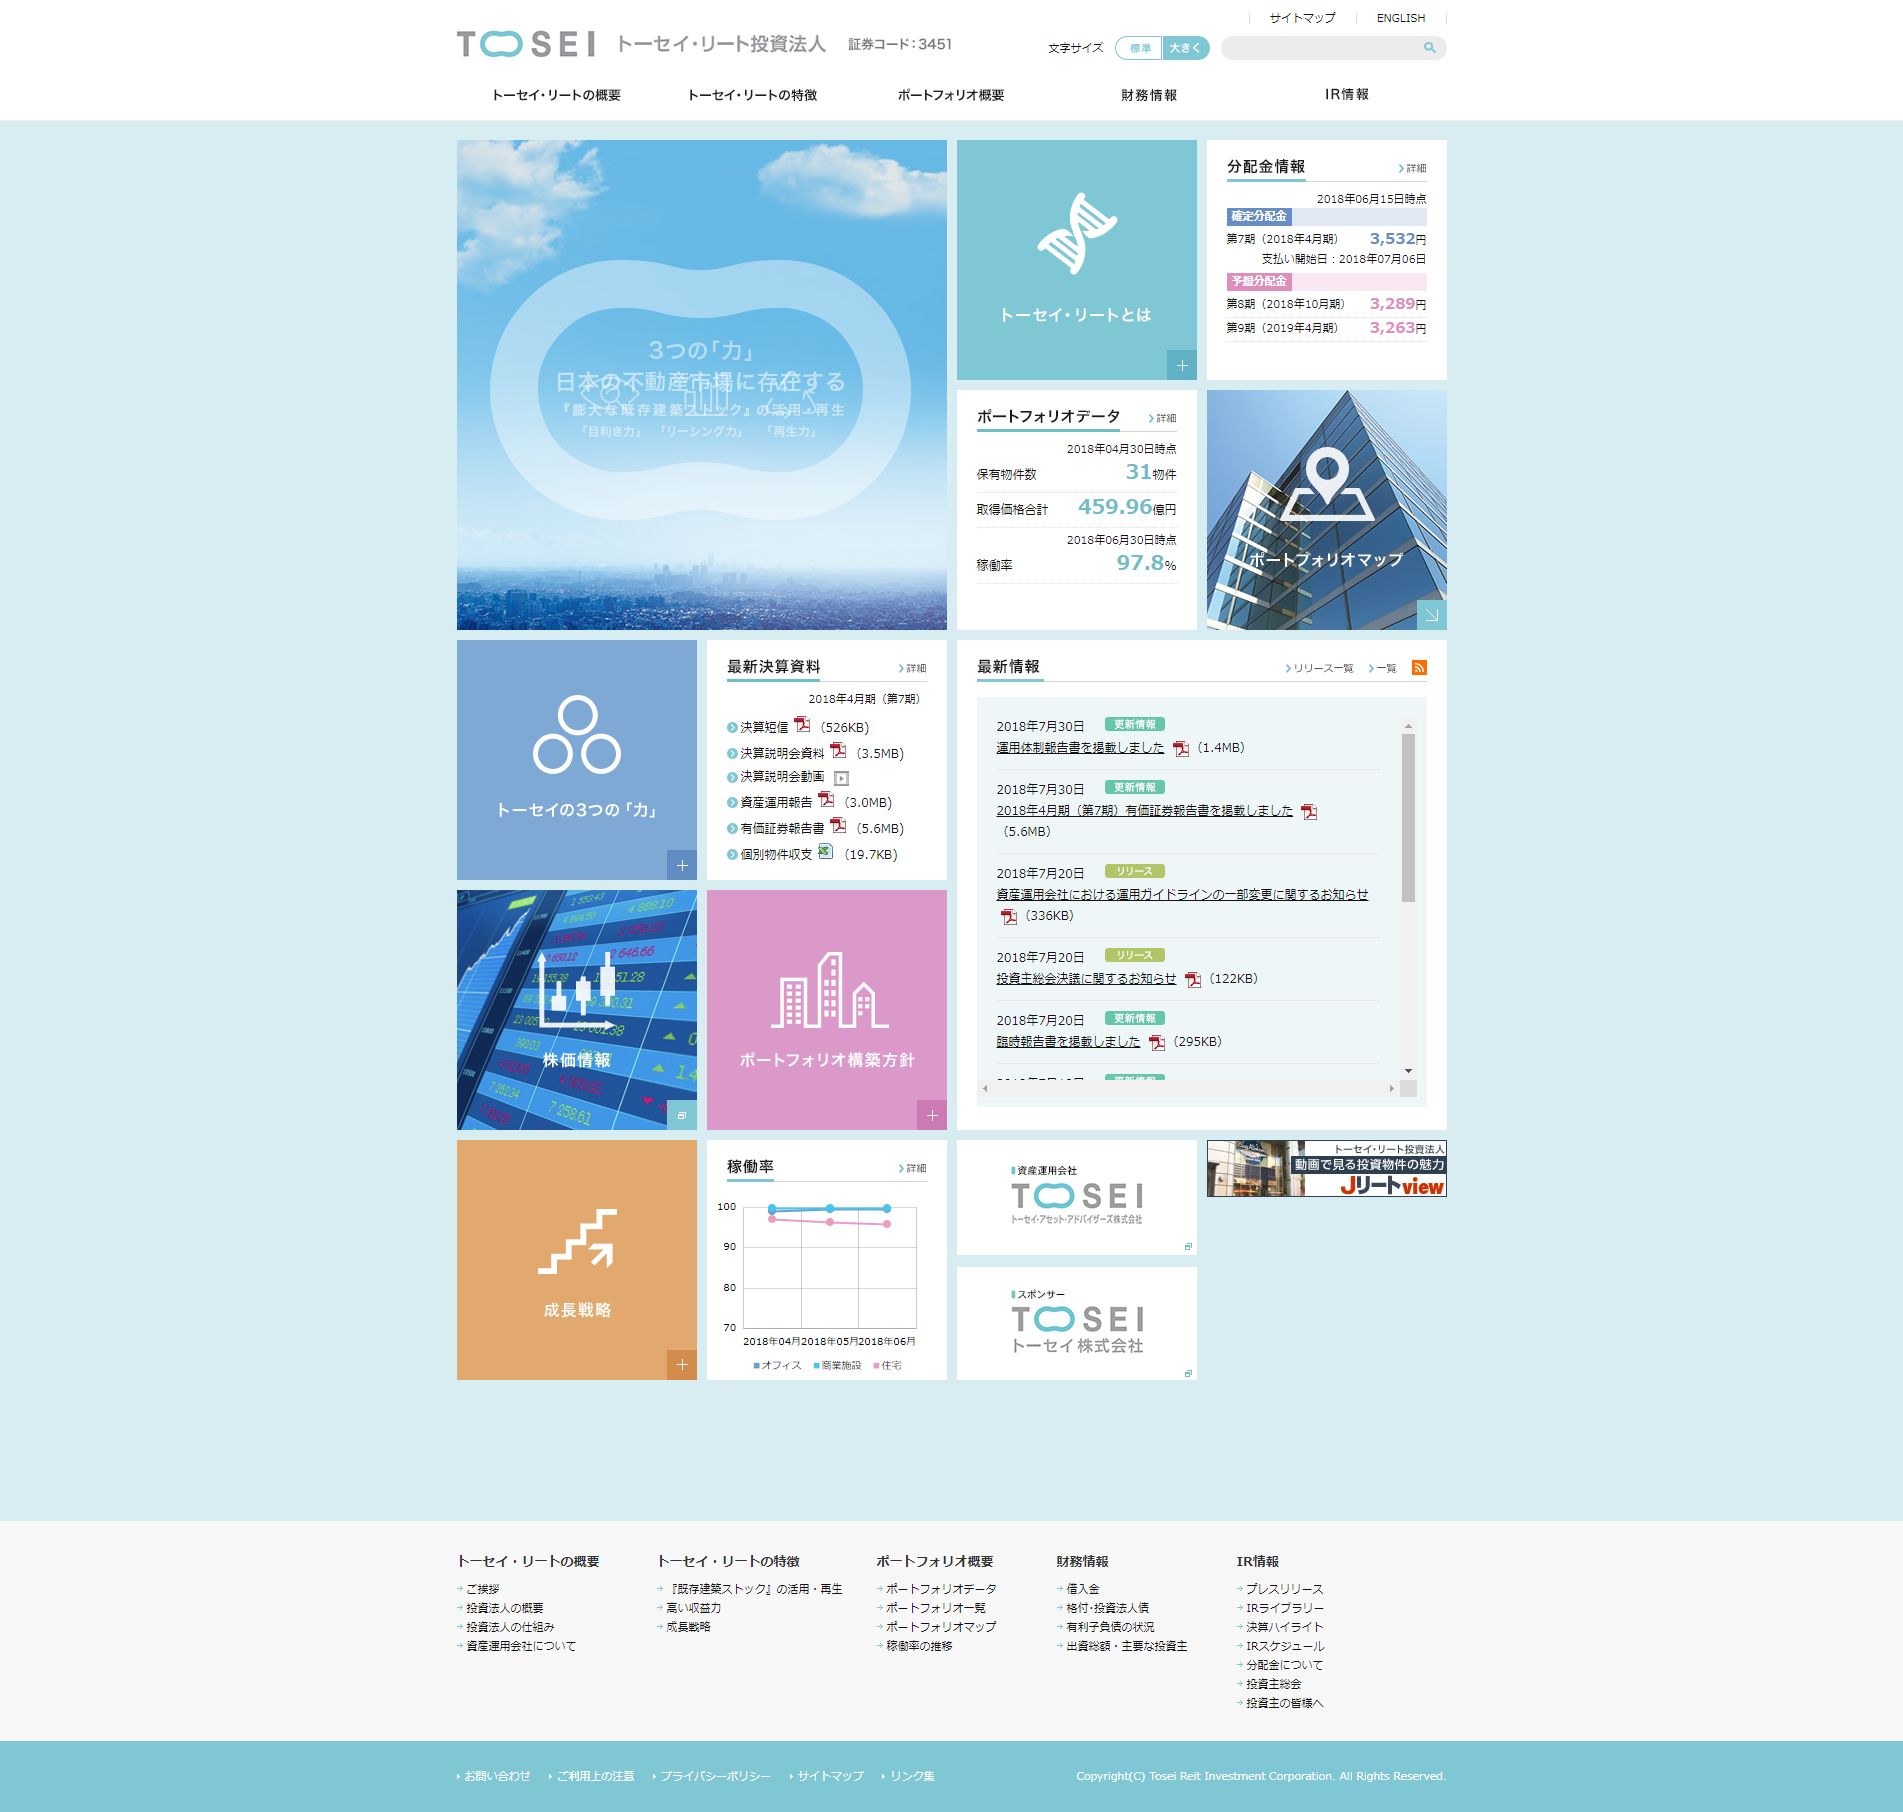 サイトマップ
ENGLISH
TOSEI トーセイ・リート投資法人 証券コード:3451
文字サイズ 標準 大きく
トーセイ・リートの概要
トーセイ・リートの特徴
ポートフォリオ概要
財務情報
IR情報
3つの「力」
日本の不動産市場に存在する
『膨大な既存建築ストック』の活用・再生
「目利き力」 「リーシング力」 「再生力」
トーセイ・リートとは
分配金情報 詳細
2018年06月15日時点
確定分配金
第7期(2018年4月期) 3,532円
支払い開始日:2018年07月06日
予想分配金
第8期(2018年10月期) 3,289円
第9期(2019年4月期) 3,263円
ポートフォリオデータ 詳細
2018年04月30日時点
保有物件数 31物件
取得価格合計 459.96億円
2018年06月30日時点
稼働率 97.8%
ポートフォリオマップ
トーセイの3つの「力」
最新決算資料 詳細
2018年4月期(第7期)
決算短信 (526KB)
決算説明会資料 (3.5MB)
決算説明会動画
資産運用報告 (3.0MB)
有価証券報告書 (5.6MB)
個別物件収支 (19.7KB)
最新情報 リリース一覧 一覧
2018年7月30日 更新情報
運用体制報告書を掲載しました (1.4MB)
2018年7月30日 更新情報
2018年4月期(第7期)有価証券報告書を掲載しました
(5.6MB)
2018年7月20日 リリース
資産運用会社における運用ガイドラインの一部変更に関するお知らせ
(336KB)
2018年7月20日 リリース
投資主総会決議に関するお知らせ (122KB)
2018年7月20日 更新情報
臨時報告書を掲載しました (295KB)
株価情報
ポートフォリオ構築方針
成長戦略
稼働率 詳細
100
90
80
70
2018年04月 2018年05月 2018年06月
オフィス 商業施設 住宅
資産運用会社
TOSEI
トーセイ・アセット・アドバイザーズ株式会社
スポンサー
TOSEI
トーセイ株式会社
トーセイ・リート投資法人
動画で見る投資物件の魅力
Jリートview
トーセイ・リートの概要
ご挨拶
投資法人の概要
投資法人の仕組み
資産運用会社について
トーセイ・リートの特徴
『既存建築ストック』の活用・再生
高い収益力
成長戦略
ポートフォリオ概要
ポートフォリオデータ
ポートフォリオ一覧
ポートフォリオマップ
稼働率の推移
財務情報
借入金
格付・投資法人債
有利子負債の状況
出資総額・主要な投資主
IR情報
プレスリリース
IRライブラリー
決算ハイライト
IRスケジュール
分配金について
投資主総会
投資主の皆様へ
お問い合わせ
ご利用上の注意
プライバシーポリシー
サイトマップ
リンク集
Copyright(C) Tosei Reit Investment Corporation. All Rights Reserved.